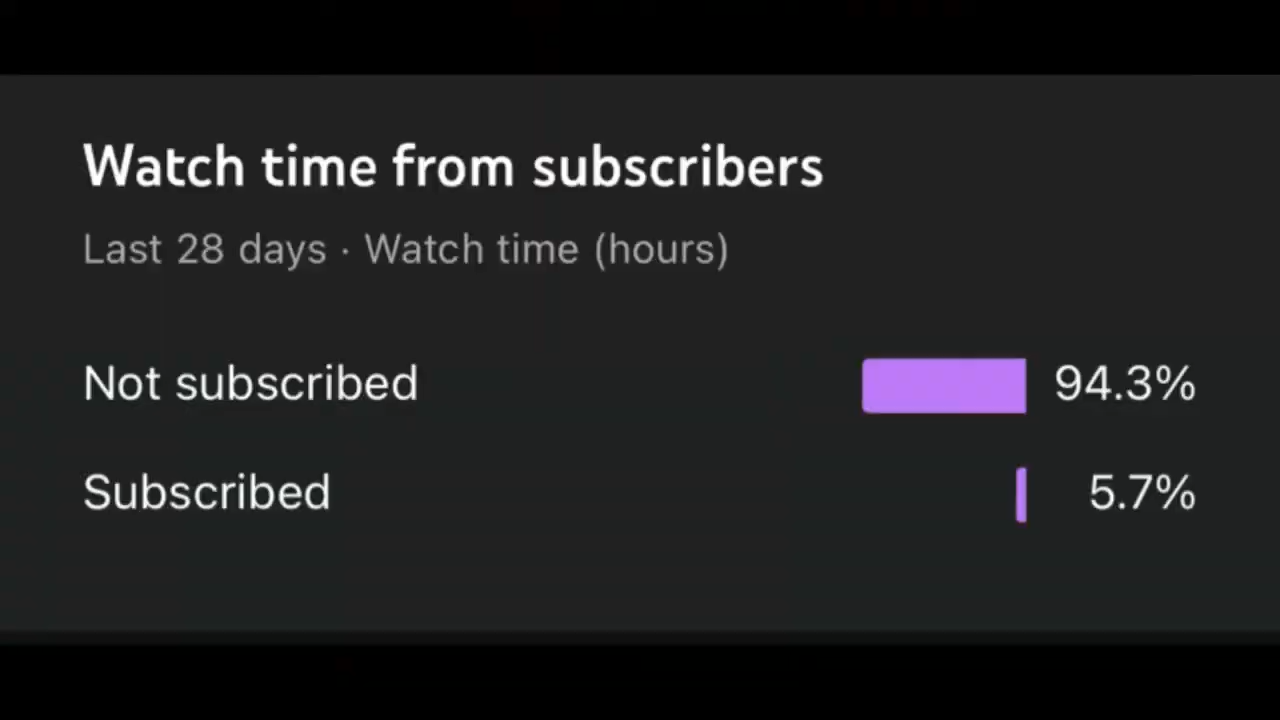 Watch time from subscribers
Last 28 days · Watch time (hours)
Not subscribed 94.3%
Subscribed 5.7%